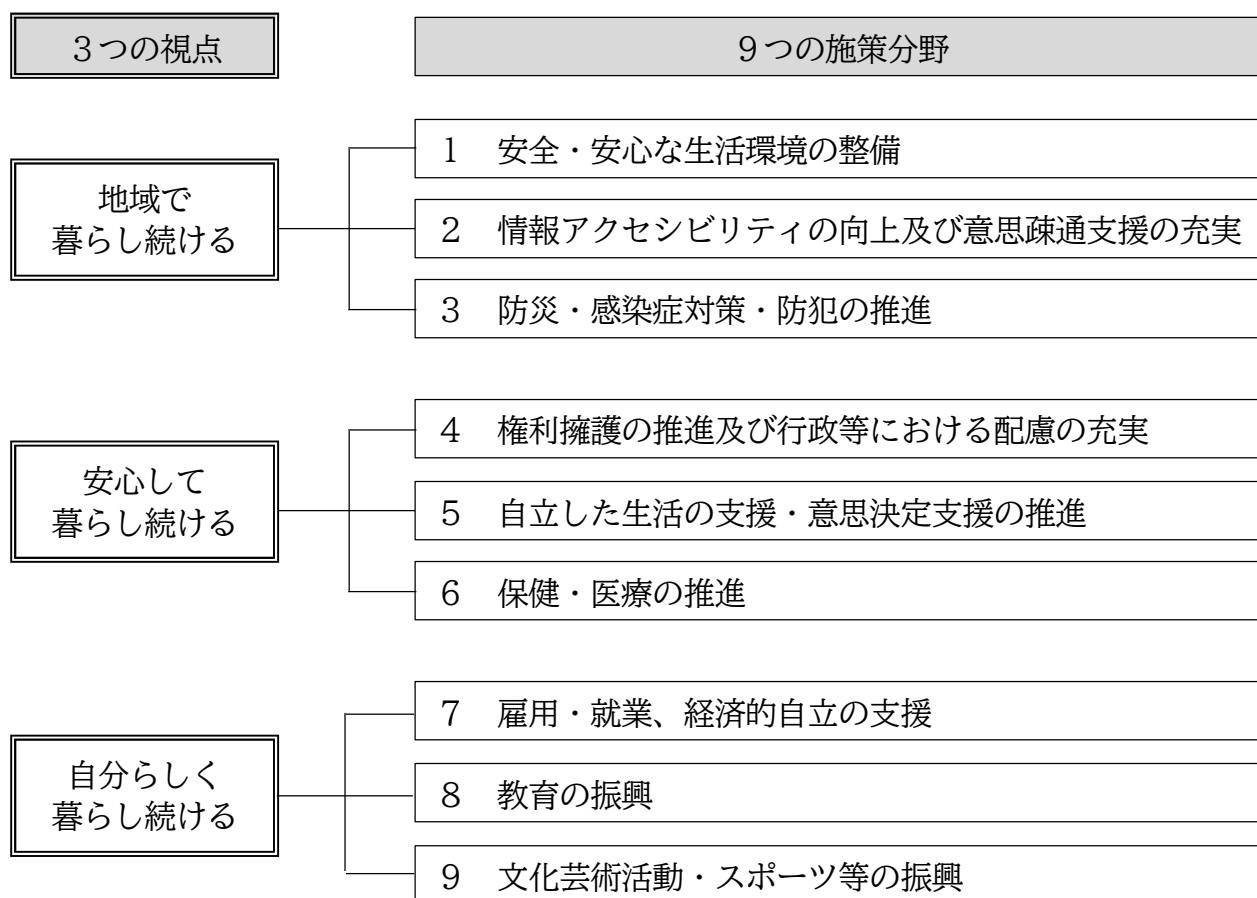 ３つの視点
９つの施策分野
地域で
暮らし続ける
１　安全・安心な生活環境の整備
２　情報アクセシビリティの向上及び意思疎通支援の充実
３　防災・感染症対策・防犯の推進
安心して
暮らし続ける
４　権利擁護の推進及び行政等における配慮の充実
５　自立した生活の支援・意思決定支援の推進
６　保健・医療の推進
自分らしく
暮らし続ける
７　雇用・就業、経済的自立の支援
８　教育の振興
９　文化芸術活動・スポーツ等の振興